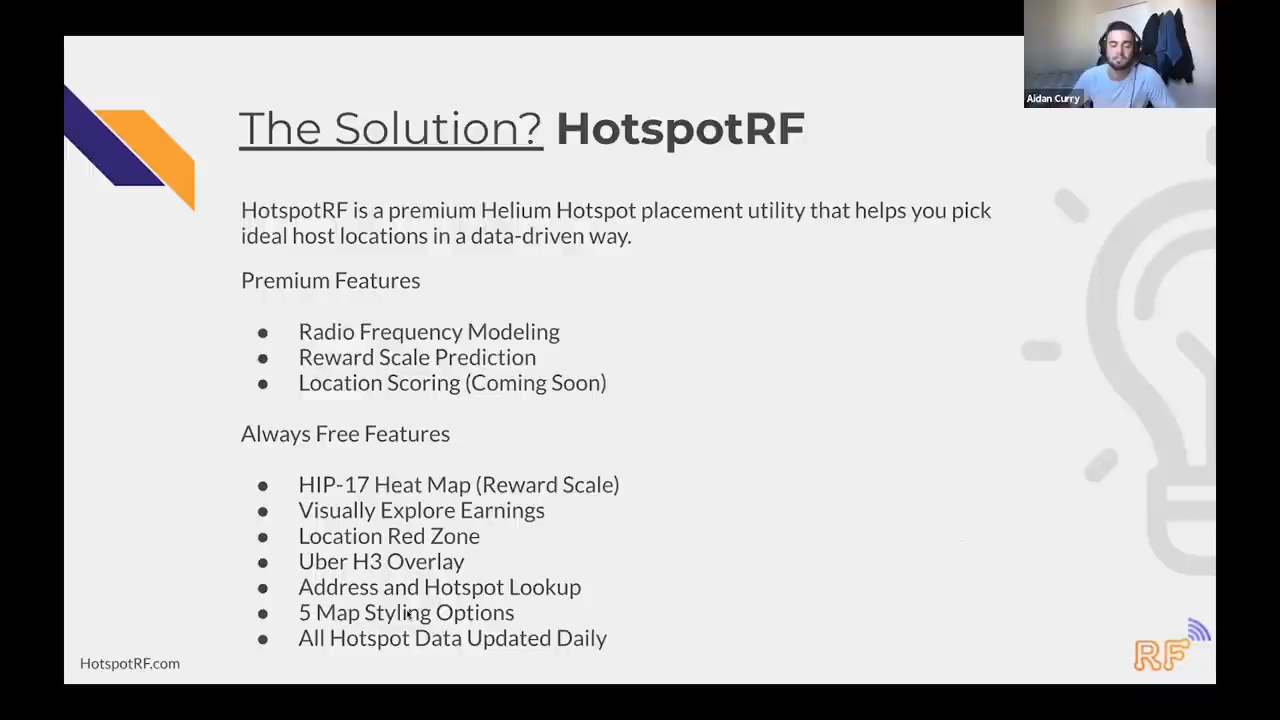 Aidan Curry
The Solution? HotspotRF
HotspotRF is a premium Helium Hotspot placement utility that helps you pick
ideal host locations in a data-driven way.
Premium Features
● Radio Frequency Modeling
● Reward Scale Prediction
● Location Scoring (Coming Soon)
Always Free Features
● HIP-17 Heat Map (Reward Scale)
● Visually Explore Earnings
● Location Red Zone
● Uber H3 Overlay
● Address and Hotspot Lookup
● 5 Map Styling Options
● All Hotspot Data Updated Daily
HotspotRF.com
RF